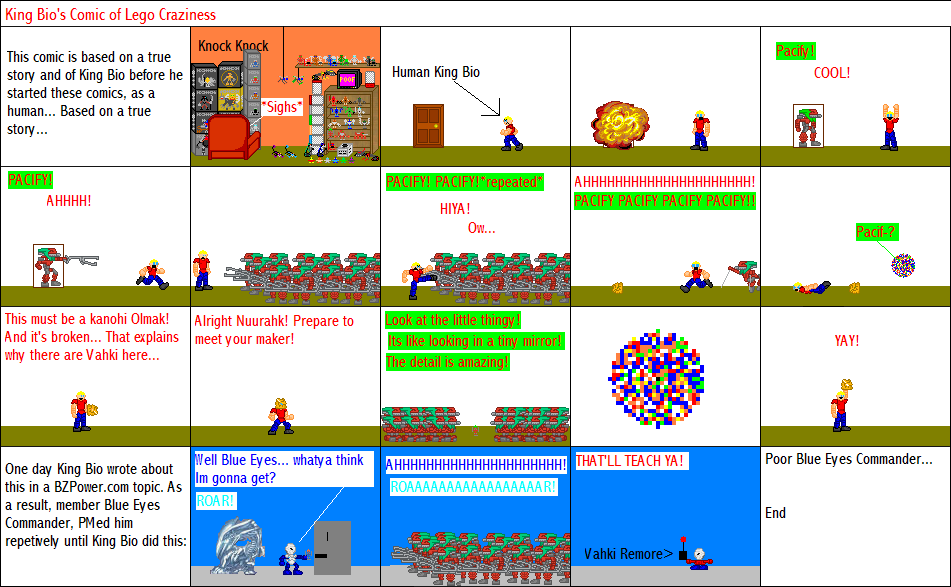 King Bio's Comic of Lego Craziness
This comic is based on a true
story and of King Bio before he
started these comics, as a
human... Based on a true
story...
Knock Knock
POOF
*Sighs*
Human King Bio
Pacify!
COOL!
PACIFY!
AHHHH!
PACIFY! PACIFY!*repeated*
HIYA!
Ow...
AHHHHHHHHHHHHHHHHHHHHH!
PACIFY PACIFY PACIFY PACIFY!!
Pacif-?
This must be a kanohi Olmak!
And it's broken... That explains
why there are Vahki here...
Alright Nuurahk! Prepare to
meet your maker!
Look at the little thingy!
Its like looking in a tiny mirror!
The detail is amazing!
YAY!
One day King Bio wrote about
this in a BZPower.com topic. As
a result, member Blue Eyes
Commander, PMed him
repetively until King Bio did this:
Well Blue Eyes... whatya think
Im gonna get?
ROAR!
AHHHHHHHHHHHHHHHHHHHHH!
ROAAAAAAAAAAAAAAAAAR!
THAT'LL TEACH YA!
Vahki Remore>
Poor Blue Eyes Commander...
End